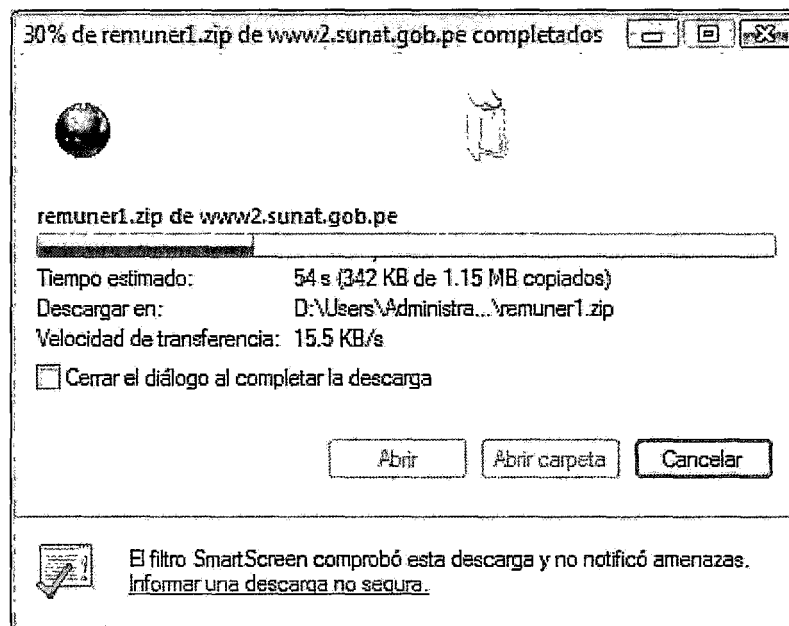 30% de remuner1.zip de www2.sunat.gob.pe completados
remuner1.zip de www2.sunat.gob.pe
Tiempo estimado: 54 s (342 KB de 1.15 MB copiados)
Descargar en: D:\Users\Administra...\remuner1.zip
Velocidad de transferencia: 15.5 KB/s
Cerrar el diálogo al completar la descarga
Abrir Abrir carpeta Cancelar
El filtro SmartScreen comprobó esta descarga y no notificó amenazas.
Informar una descarga no segura.